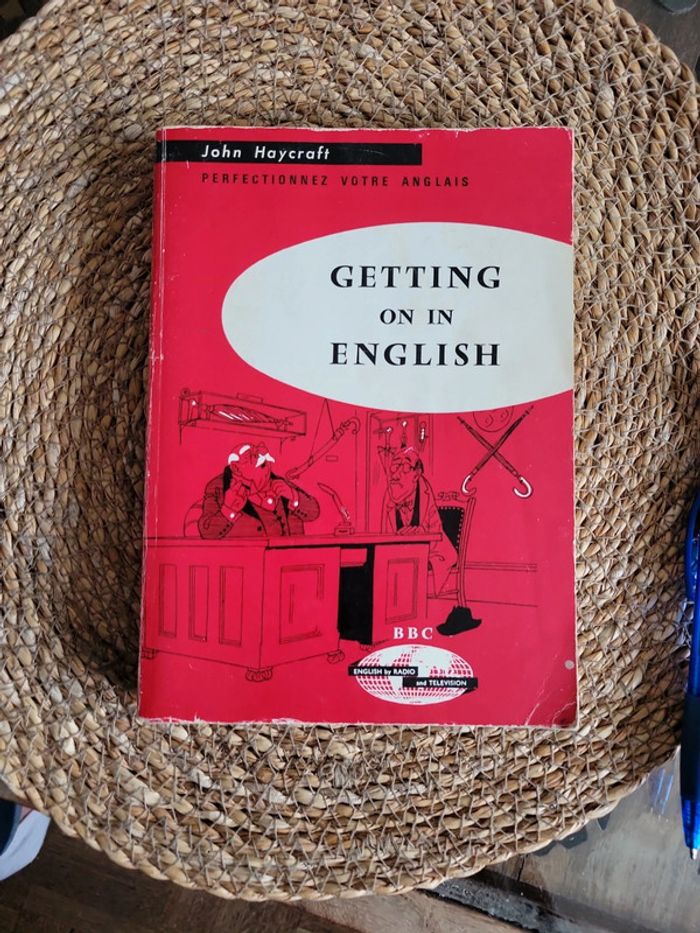 John Haycraft
PERFECTIONNEZ VOTRE ANGLAIS
GETTING
ON IN
ENGLISH
BBC
ENGLISH by RADIO
and TELEVISION